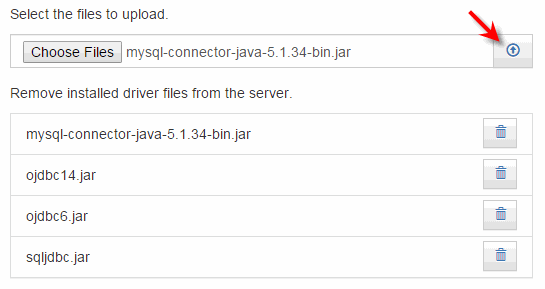 Select the files to upload.
Choose Files mysql-connector-java-5.1.34-bin.jar
Remove installed driver files from the server.
mysql-connector-java-5.1.34-bin.jar
ojdbc14.jar
ojdbc6.jar
sqljdbc.jar